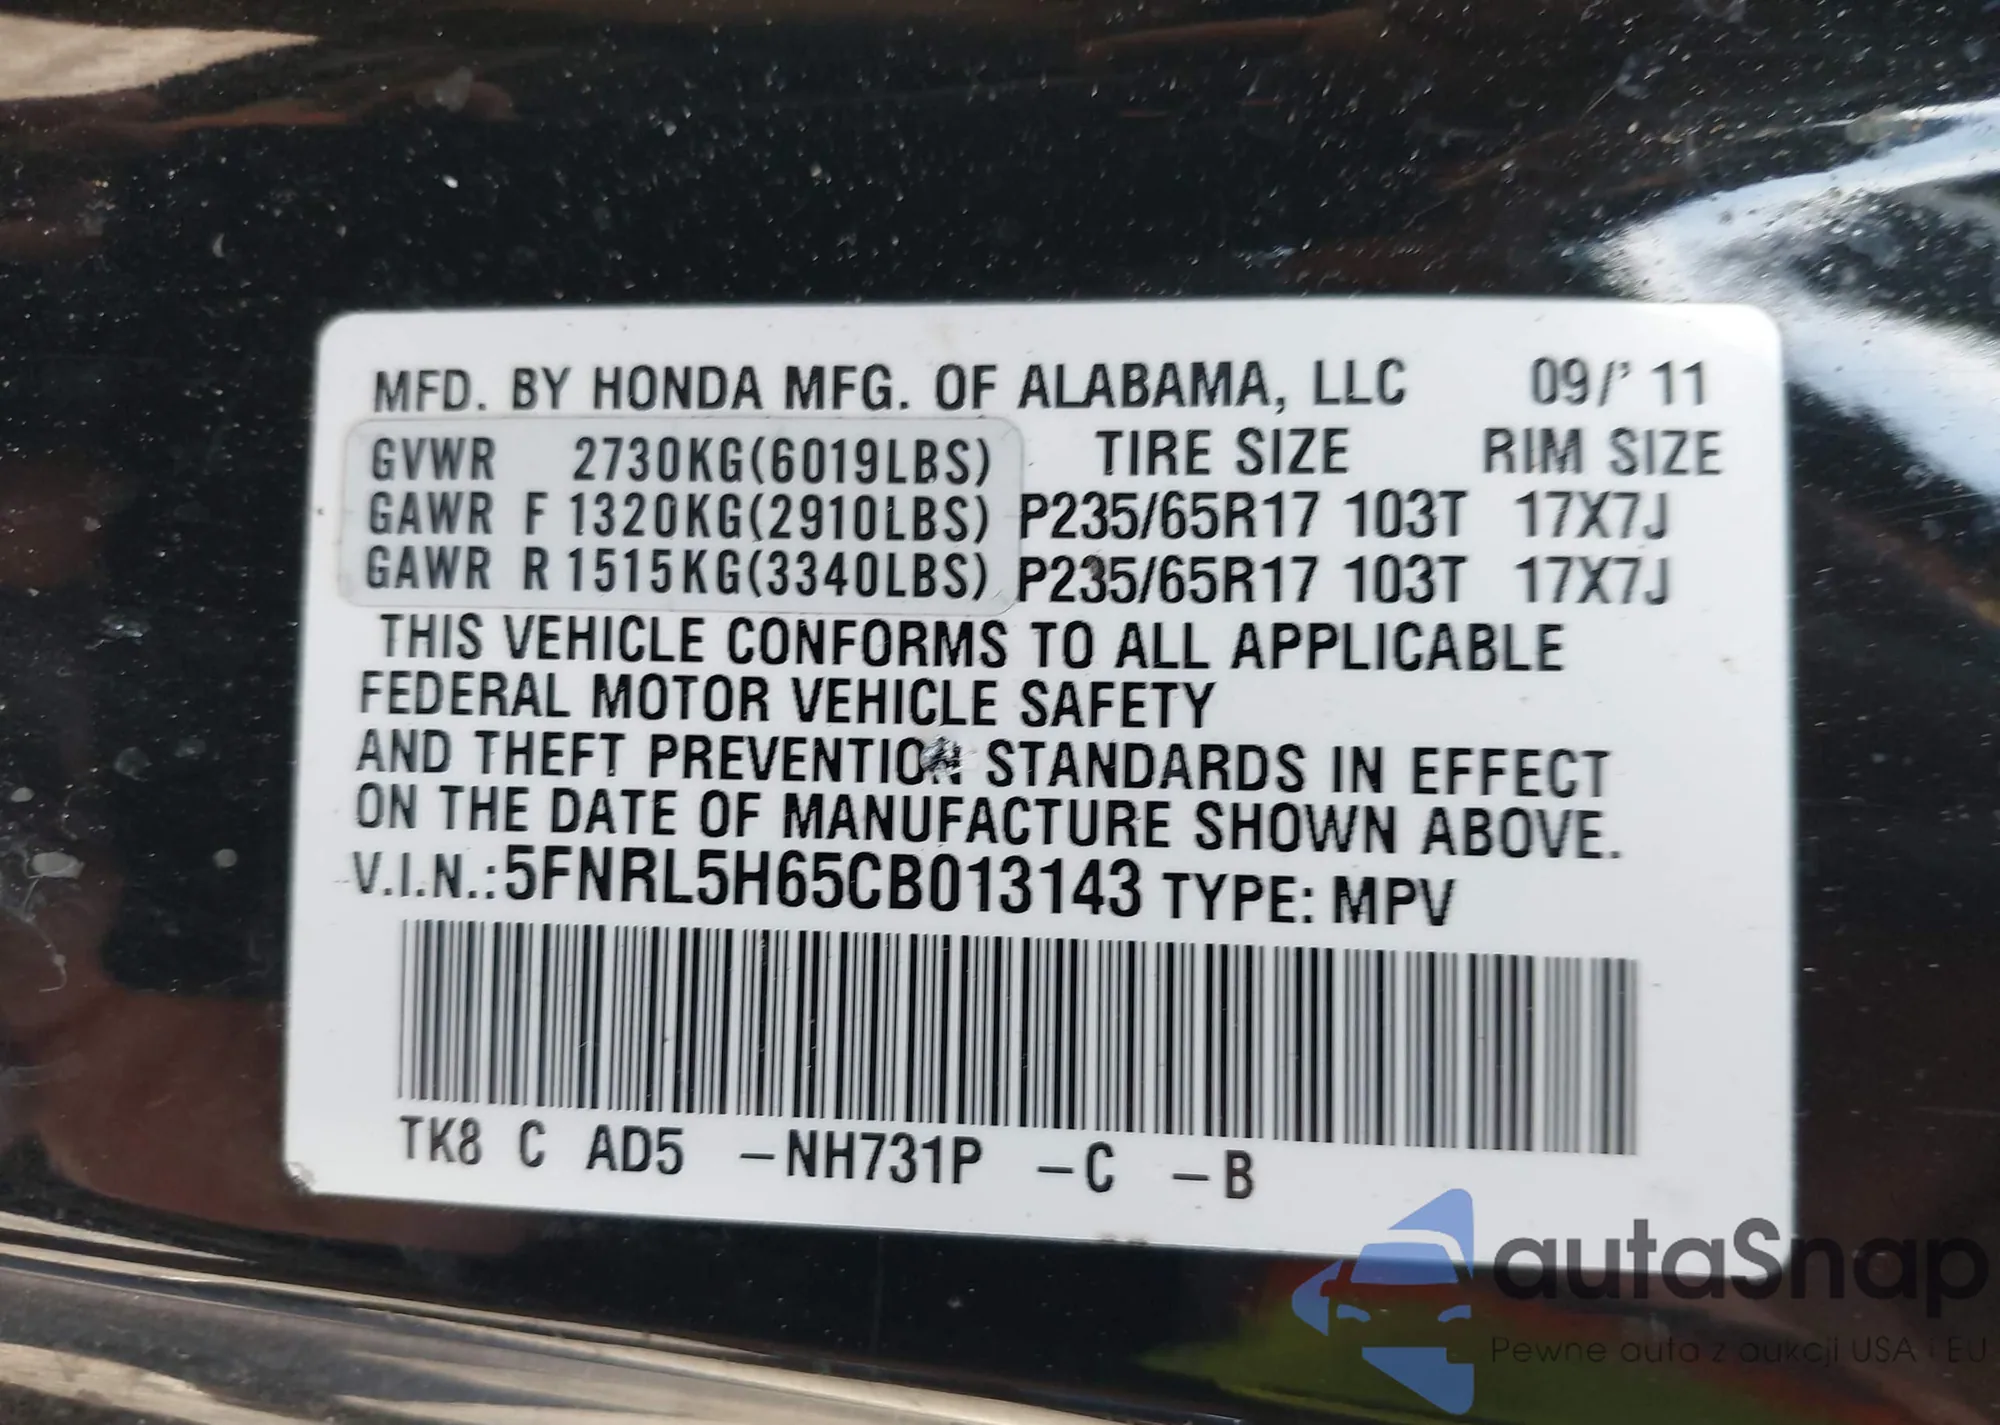 MFD. BY HONDA MFG. OF ALABAMA, LLC 09/' 11
GVWR 2730KG(6019LBS) TIRE SIZE RIM SIZE
GAWR F 1320KG(2910LBS) P235/65R17 103T 17X7J
GAWR R 1515KG(3340LBS) P235/65R17 103T 17X7J
THIS VEHICLE CONFORMS TO ALL APPLICABLE
FEDERAL MOTOR VEHICLE SAFETY
AND THEFT PREVENTION STANDARDS IN EFFECT
ON THE DATE OF MANUFACTURE SHOWN ABOVE.
V.I.N.:5FNRL5H65CB013143 TYPE: MPV
TK8 C AD5 -NH731P -C -B
autaSnap
Pewne auta z aukcji USA i EU